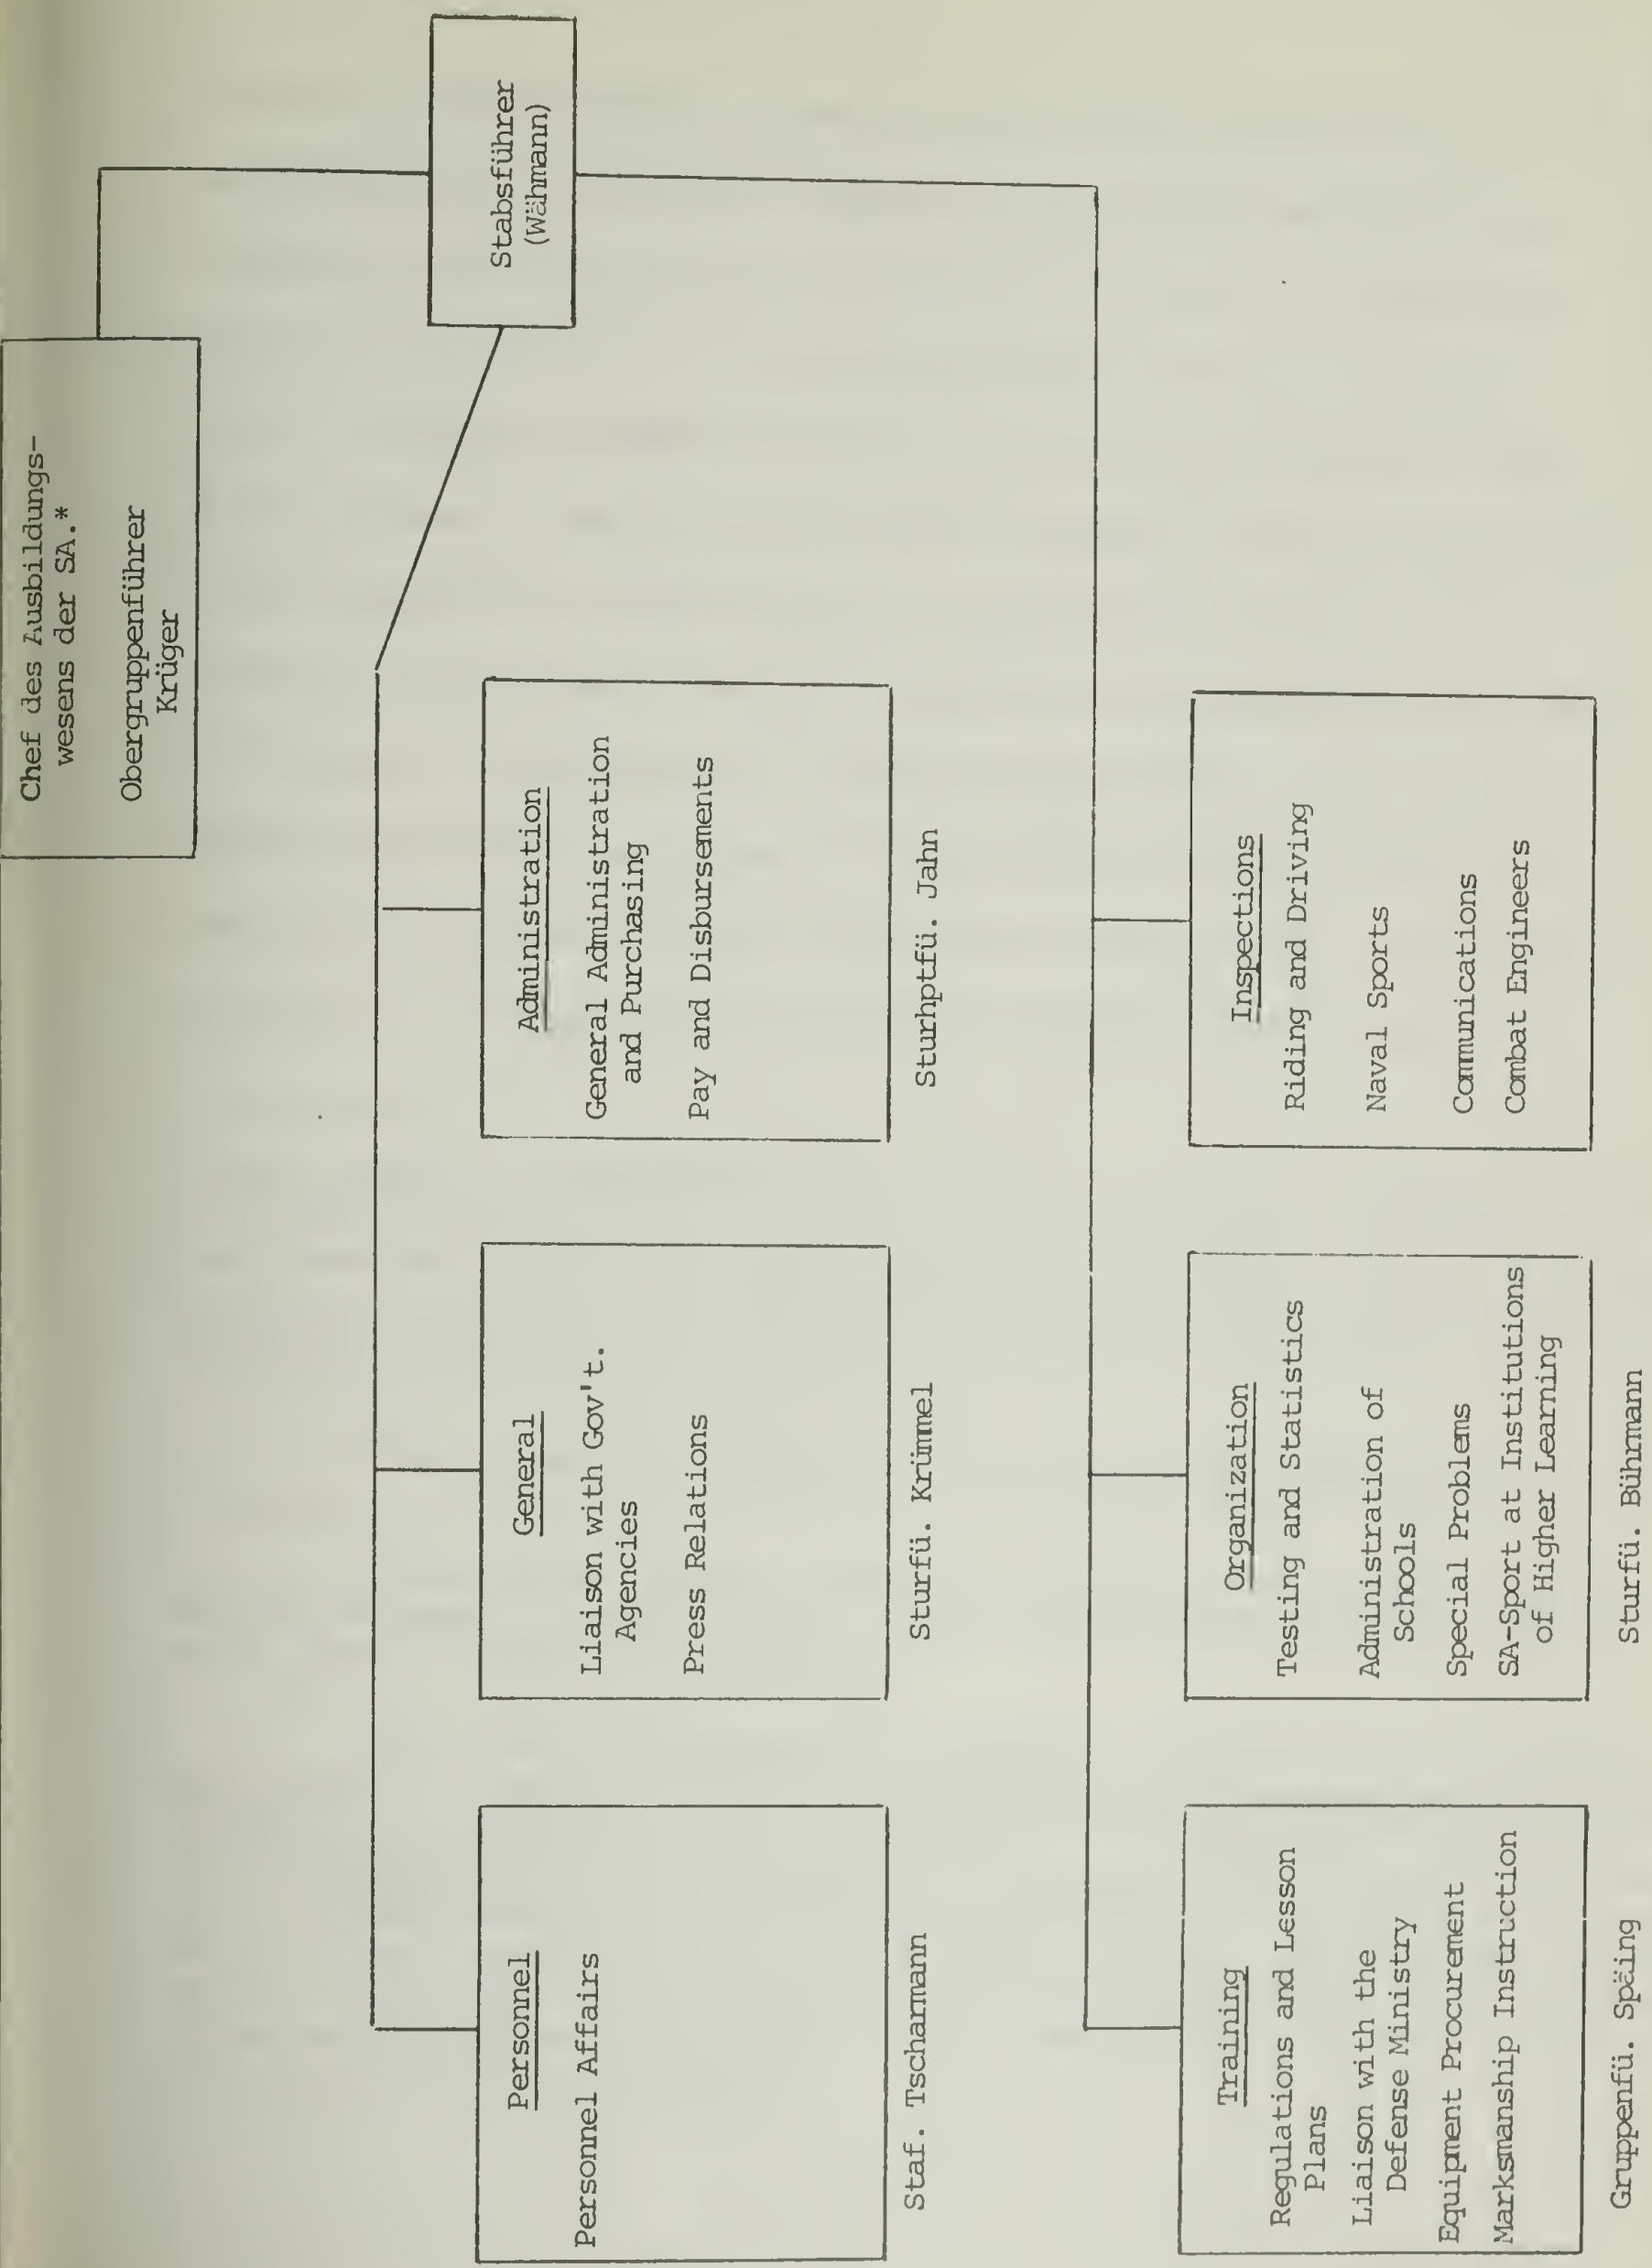 Chef des Ausbildungs-
wesens der SA.*
Obergruppenführer
Krüger
Stabsführer
(Wähmann)
Personnel
Personnel Affairs
Staf. Tscharmann
General
Liaison with Gov't.
Agencies
Press Relations
Sturfü. Krümmel
Administration
General Administration
and Purchasing
Pay and Disbursements
Sturhptfü. Jahn
Training
Regulations and Lesson
Plans
Liaison with the
Defense Ministry
Equipment Procurement
Marksmanship Instruction
Gruppenfü. Späing
Organization
Testing and Statistics
Administration of
Schools
Special Problems
SA-Sport at Institutions
of Higher Learning
Sturfü. Bührmann
Inspections
Riding and Driving
Naval Sports
Communications
Combat Engineers